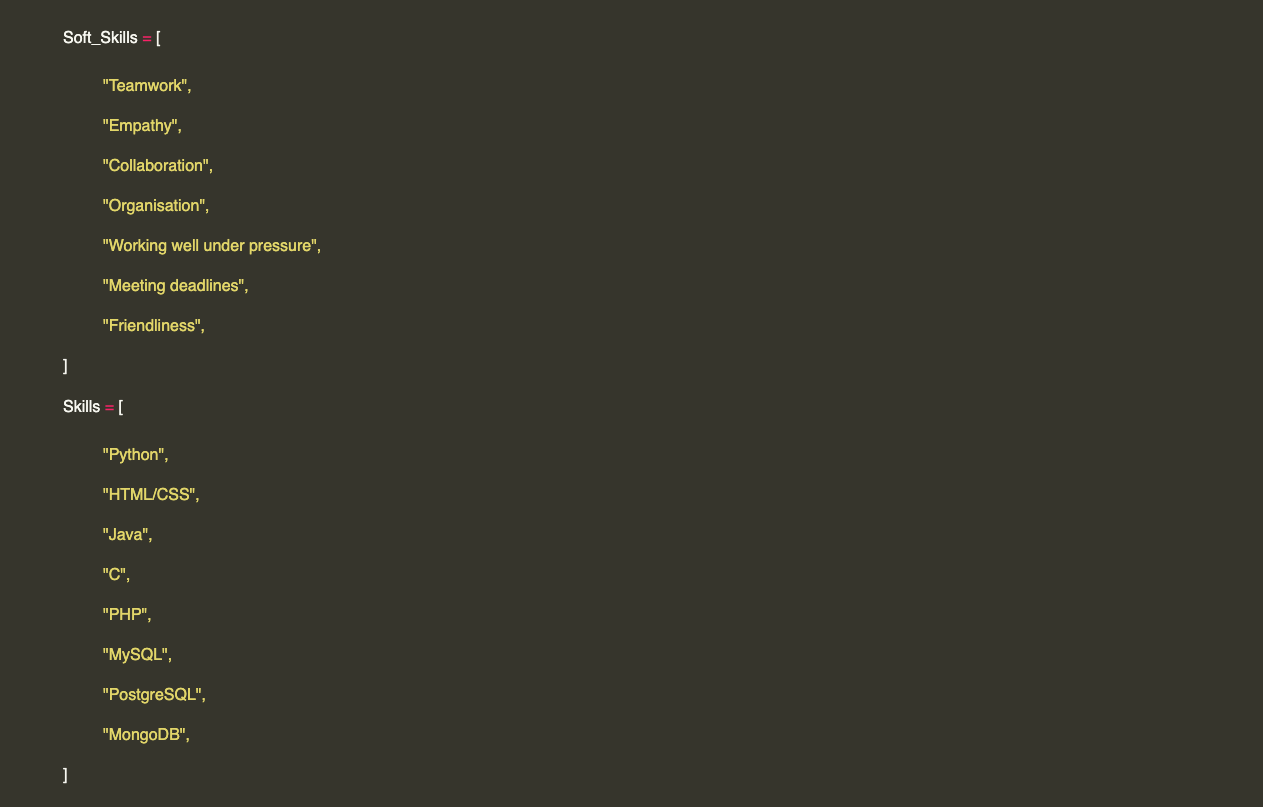 Soft_Skills = [
"Teamwork",
"Empathy",
"Collaboration",
"Organisation",
"Working well under pressure",
"Meeting deadlines",
"Friendliness",
]
Skills = [
"Python",
"HTML/CSS",
"Java",
"C",
"PHP",
"MySQL",
"PostgreSQL",
"MongoDB",
]